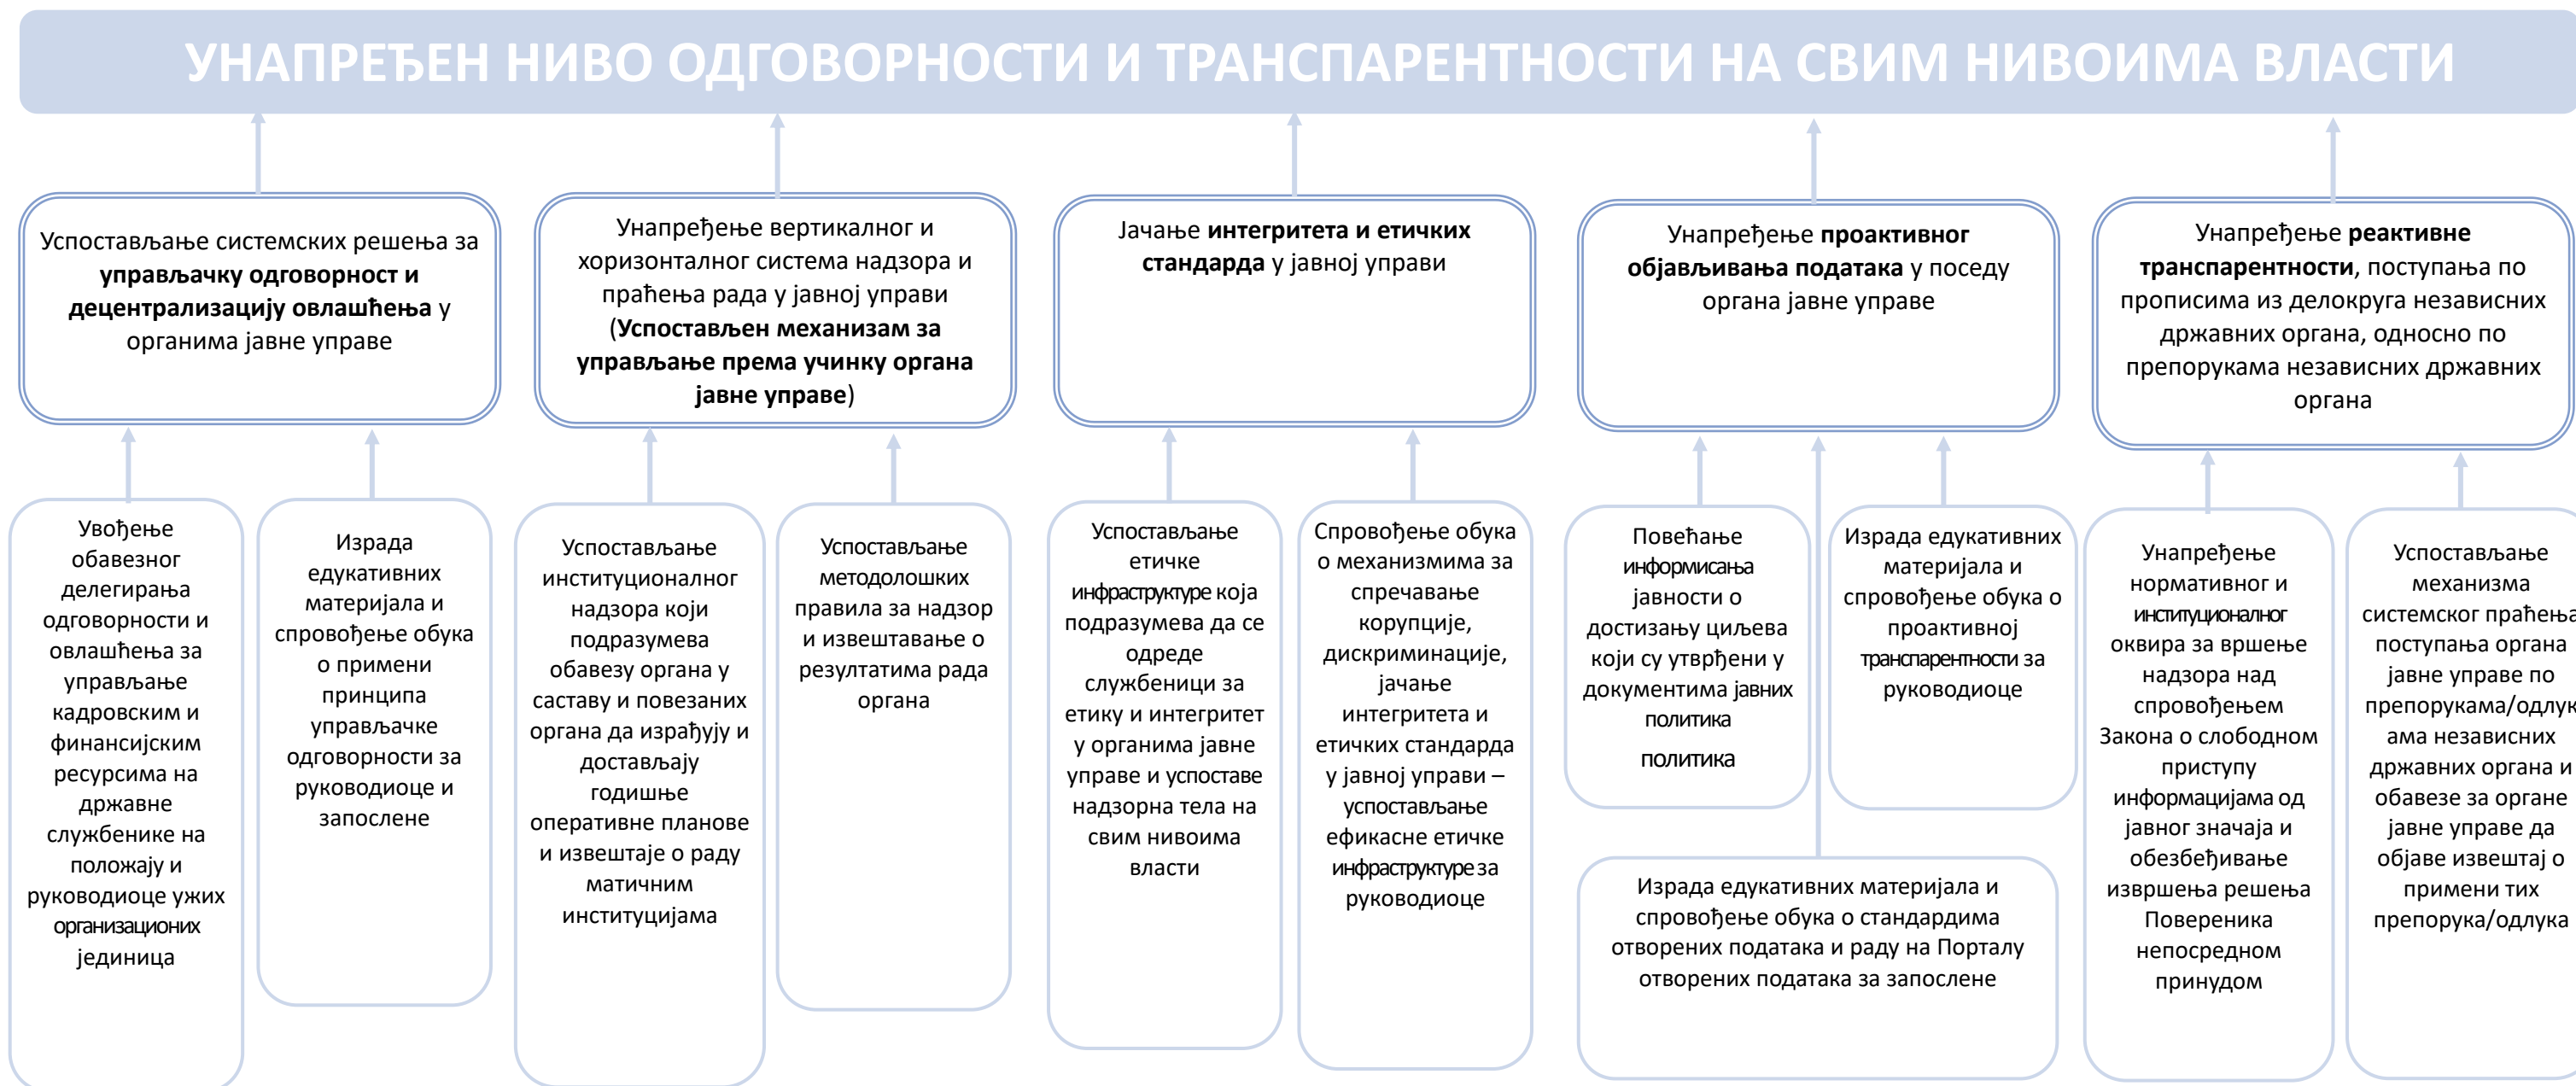 УНАПРЕЂЕН НИВО ОДГОВОРНОСТИ И ТРАНСПАРЕНТНОСТИ НА СВИМ НИВОИМА ВЛАСТИ
Успостављање системских решења за
управљачку одговорност и
децентрализацију овлашћења у
органима јавне управе
Унапређење вертикалног и
хоризонталног система надзора и
праћења рада у јавној управи
(Успостављен механизам за
управљање према учинку органа
јавне управе)
Јачање интегритета и етичких
стандарда у јавној управи
Унапређење проактивног
објављивања података у поседу
органа јавне управе
Унапређење реактивне
транспарентности, поступања по
прописима из делокруга независних
државних органа, односно по
препорукама независних државних
органа
Увођење
обавезног
делегирања
одговорности и
овлашћења за
управљање
кадровским и
финансијским
ресурсима на
државне
службенике на
положају и
руководиоце ужих
организационих
јединица
Израда
едукативних
материјала и
спровођење обука
о примени
принципа
управљачке
одговорности за
руководиоце и
запослене
Успостављање
институционалног
надзора који
подразумева
обавезу органа у
саставу и повезаних
органа да израђују и
достављају
годишње
оперативне планове
и извештаје о раду
матичним
институцијама
Успостављање
методолошких
правила за надзор
и извештавање о
резултатима рада
органа
Успостављање
етичке
инфраструктуре која
подразумева да се
одреде
службеници за
етику и интегритет
у органима јавне
управе и успоставе
надзорна тела на
свим нивоима
власти
Спровођење обука
о механизмима за
спречавање
корупције,
дискриминације,
јачање
интегритета и
етичких стандарда
у јавној управи –
успостављање
ефикасне етичке
инфраструктуре за
руководиоце
Повећање
информисања
јавности о
достизању циљева
који су утврђени у
документима јавних
политика
политика
Израда едукативних
материјала и
спровођење обука о
проактивној
транспарентности за
руководиоце
Израда едукативних материјала и
спровођење обука о стандардима
отворених података и раду на Порталу
отворених података за запослене
Унапређење
нормативног и
институционалног
оквира за вршење
надзора над
спровођењем
Закона о слободном
приступу
информацијама од
јавног значаја и
обезбеђивање
извршења решења
Повереника
непосредном
принудом
Успостављање
механизма
системског праћења
поступања органа
јавне управе по
препорукама/одлук
ама независних
државних органа и
обавезе за органе
јавне управе да
објаве извештај о
примени тих
препорука/одлука